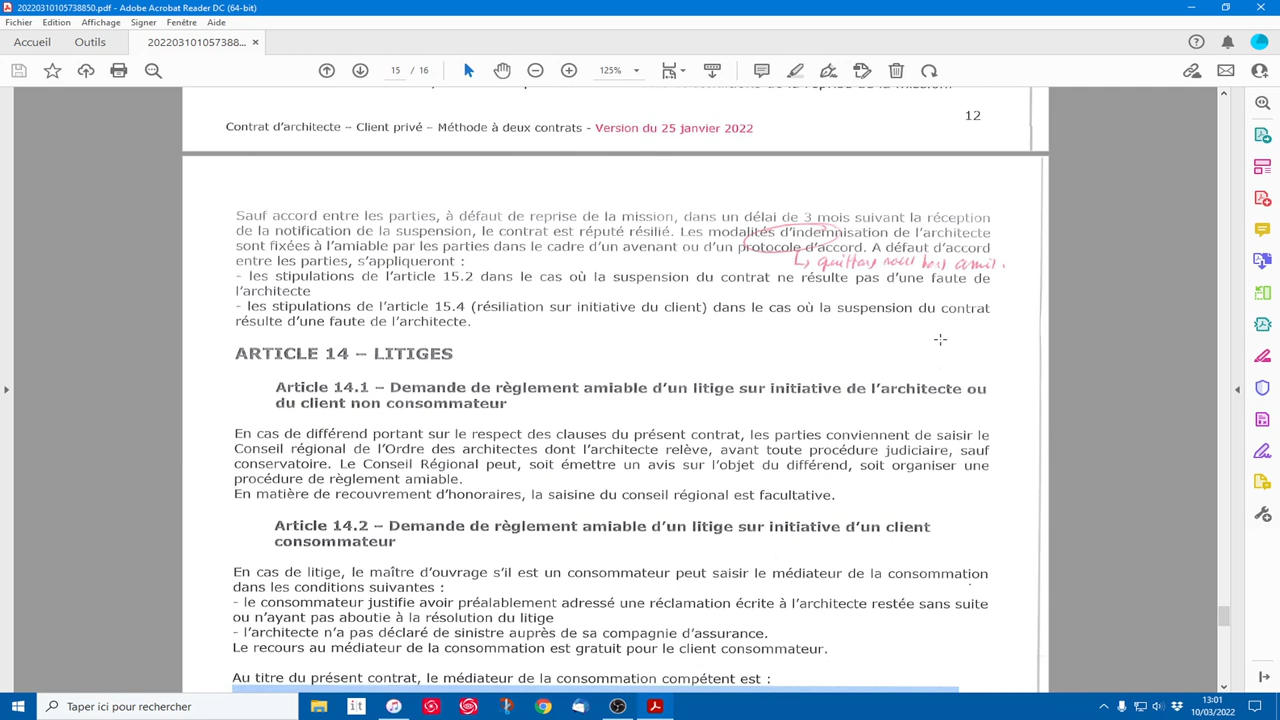 20220310105738850.pdf - Adobe Acrobat Reader DC (64-bit)
Fichier Edition Affichage Signer Fenêtre Aide
Accueil Outils 202203101057388...
15 / 16 125%
12
Contrat d'architecte – Client privé – Méthode à deux contrats - Version du 25 janvier 2022
Sauf accord entre les parties, à défaut de reprise de la mission, dans un délai de 3 mois suivant la réception
de la notification de la suspension, le contrat est réputé résilié. Les modalités d'indemnisation de l'architecte
sont fixées à l'amiable par les parties dans le cadre d'un avenant ou d'un protocole d'accord. A défaut d'accord
entre les parties, s'appliqueront :
quittons nous bons amis.
- les stipulations de l'article 15.2 dans le cas où la suspension du contrat ne résulte pas d'une faute de
l'architecte
- les stipulations de l'article 15.4 (résiliation sur initiative du client) dans le cas où la suspension du contrat
résulte d'une faute de l'architecte.
ARTICLE 14 – LITIGES
Article 14.1 – Demande de règlement amiable d'un litige sur initiative de l'architecte ou
du client non consommateur
En cas de différend portant sur le respect des clauses du présent contrat, les parties conviennent de saisir le
Conseil régional de l'Ordre des architectes dont l'architecte relève, avant toute procédure judiciaire, sauf
conservatoire. Le Conseil Régional peut, soit émettre un avis sur l'objet du différend, soit organiser une
procédure de règlement amiable.
En matière de recouvrement d'honoraires, la saisine du conseil régional est facultative.
Article 14.2 – Demande de règlement amiable d'un litige sur initiative d'un client
consommateur
En cas de litige, le maître d'ouvrage s'il est un consommateur peut saisir le médiateur de la consommation
dans les conditions suivantes :
- le consommateur justifie avoir préalablement adressé une réclamation écrite à l'architecte restée sans suite
ou n'ayant pas aboutie à la résolution du litige
- l'architecte n'a pas déclaré de sinistre auprès de sa compagnie d'assurance.
Le recours au médiateur de la consommation est gratuit pour le client consommateur.
Au titre du présent contrat, le médiateur de la consommation compétent est :
Taper ici pour rechercher
13:01
10/03/2022